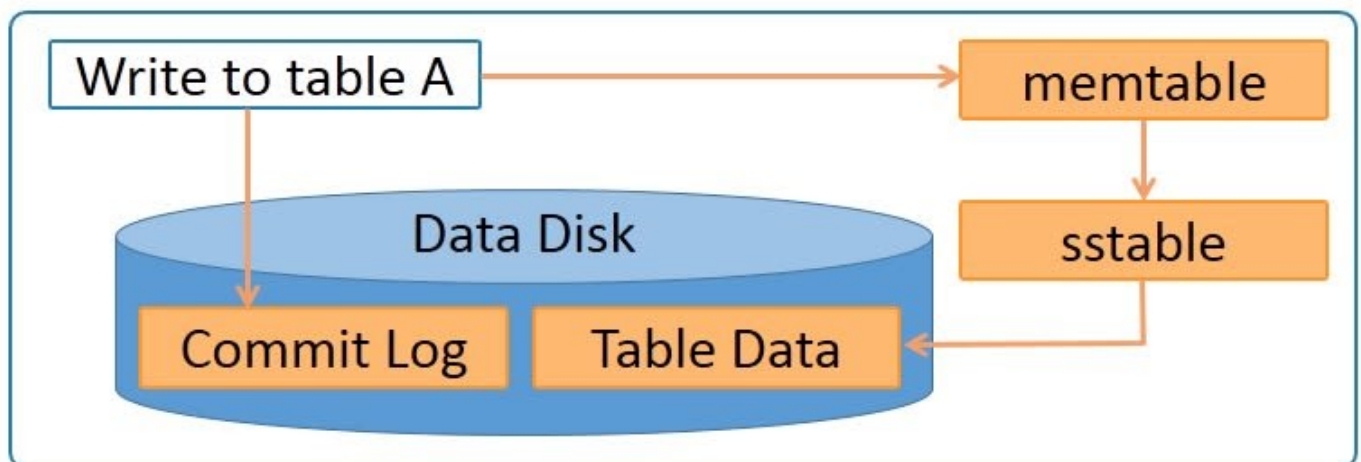 Write to table A
memtable
Data Disk
sstable
Commit Log
Table Data